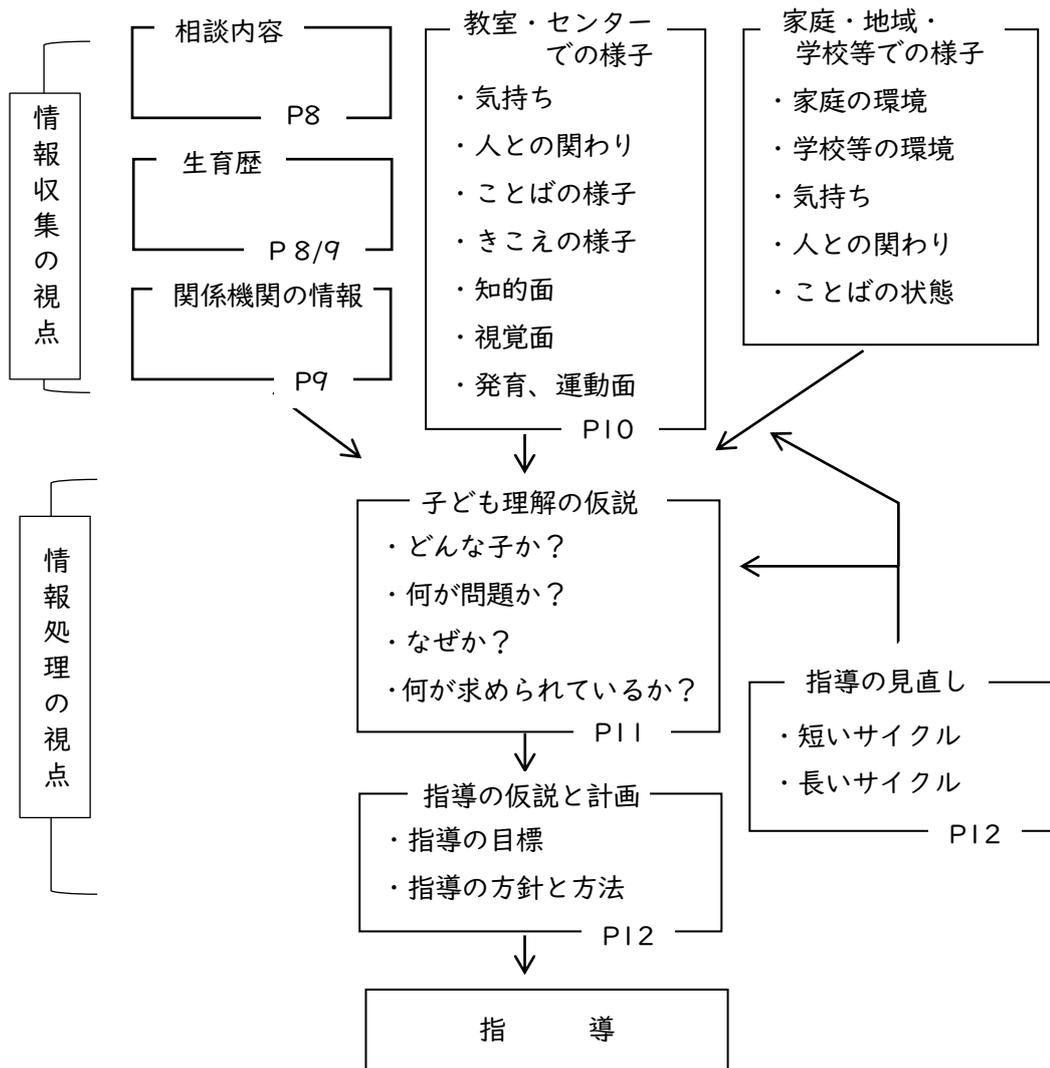 情報収集の視点
相談内容
P8
生育歴
P 8/9
関係機関の情報
P9
教室・センター
での様子
・気持ち
・人との関わり
・ことばの様子
・きこえの様子
・知的面
・視覚面
・発育、運動面
P10
家庭・地域・
学校等での様子
・家庭の環境
・学校等の環境
・気持ち
・人との関わり
・ことばの状態
情報処理の視点
子ども理解の仮説
・どんな子か？
・何が問題か？
・なぜか？
・何が求められているか？
P11
指導の仮説と計画
・指導の目標
・指導の方針と方法
P12
指導の見直し
・短いサイクル
・長いサイクル
P12
指　導